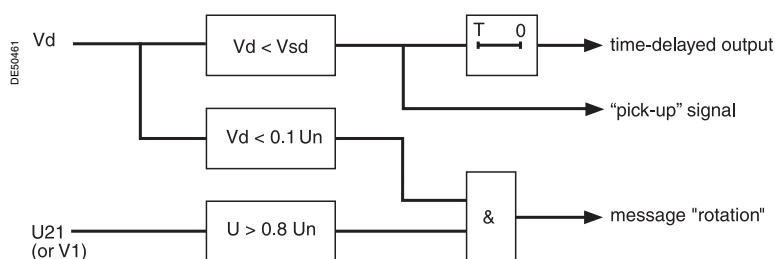 DE50461
Vd
Vd < Vsd
T 0
time-delayed output
“pick-up” signal
Vd < 0.1 Un
U21
(or V1)
U > 0.8 Un
&
message "rotation"